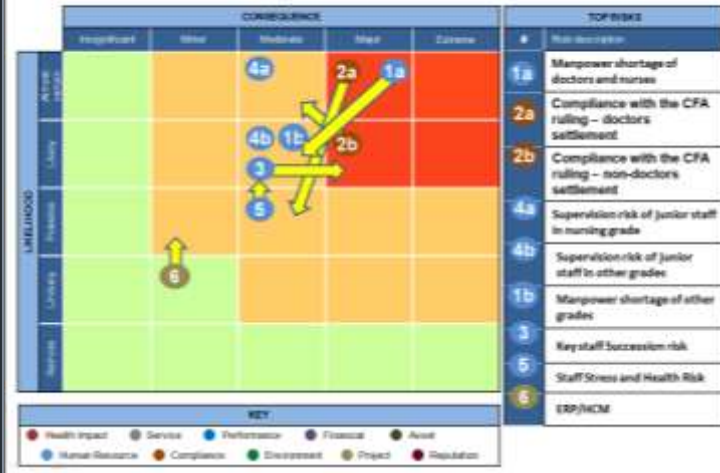 CONSEQUENCE
Insignificant
Minor
Moderate
Major
Extreme
LIKELIHOOD
Almost certain
Likely
Possible
Unlikely
4a
2a
1a
4b
1b
2b
3
5
6
KEY
Health Impact
Service
Performance
Financial
Asset
Human Resource
Compliance
Environment
Project
Reputation
TOP RISKS
#
Risk description
1a
Manpower shortage of
doctors and nurses
2a
Compliance with the CFA
ruling – doctors
settlement
2b
Compliance with the CFA
ruling – non-doctors
settlement
4a
Supervision risk of junior staff
in nursing grade
4b
Supervision risk of junior
staff in other grades
1b
Manpower shortage of other
grades
3
Key staff Succession risk
5
Staff Stress and Health Risk
6
ERP/HCM